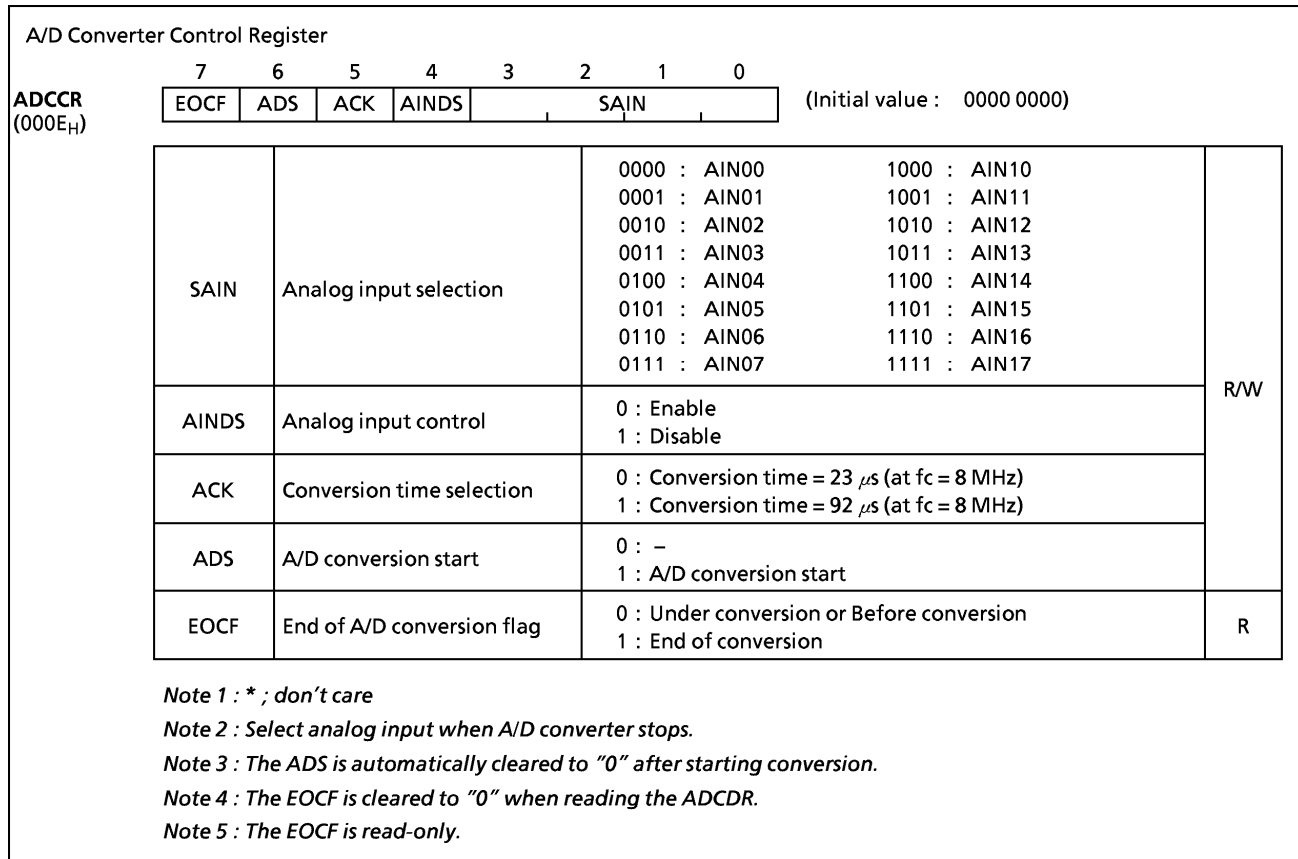 A/D Converter Control Register
7 6 5 4 3 2 1 0
ADCCR (000EH)
EOCF ADS ACK AINDS SAIN (Initial value : 0000 0000)
SAIN Analog input selection
0000 : AIN00 1000 : AIN10
0001 : AIN01 1001 : AIN11
0010 : AIN02 1010 : AIN12
0011 : AIN03 1011 : AIN13
0100 : AIN04 1100 : AIN14
0101 : AIN05 1101 : AIN15
0110 : AIN06 1110 : AIN16
0111 : AIN07 1111 : AIN17
R/W
AINDS Analog input control
0 : Enable
1 : Disable
ACK Conversion time selection
0 : Conversion time = 23 μs (at fc = 8 MHz)
1 : Conversion time = 92 μs (at fc = 8 MHz)
ADS A/D conversion start
0 : –
1 : A/D conversion start
EOCF End of A/D conversion flag
0 : Under conversion or Before conversion
1 : End of conversion
R
Note 1 : * ; don't care
Note 2 : Select analog input when A/D converter stops.
Note 3 : The ADS is automatically cleared to "0" after starting conversion.
Note 4 : The EOCF is cleared to "0" when reading the ADCDR.
Note 5 : The EOCF is read-only.